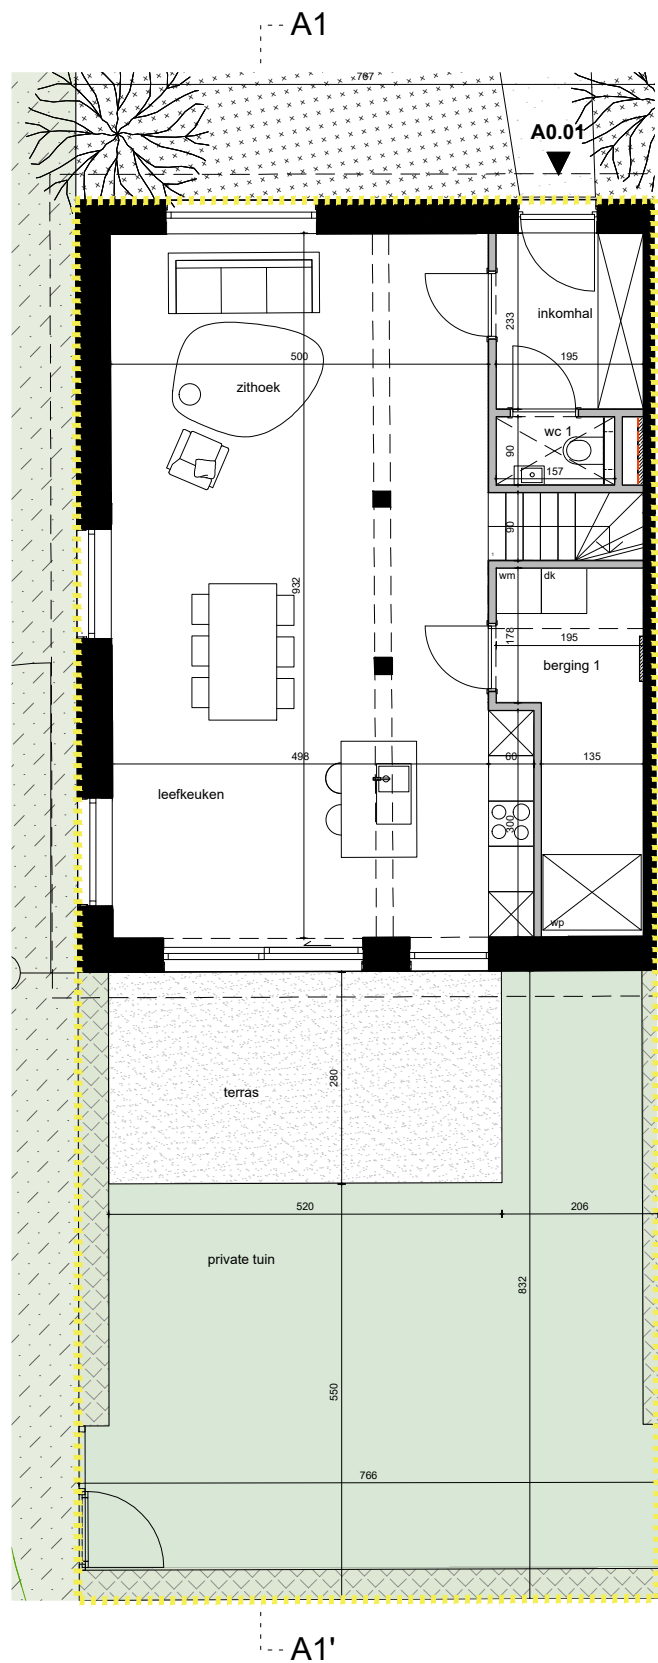 A1
767
A0.01
233
inkomhal
500
195
zithoek
wc 1
90
157
90
932
wm
dk
178
195
berging 1
498
60
135
leefkeuken
300
wp
280
terras
520
206
private tuin
832
550
766
A1'